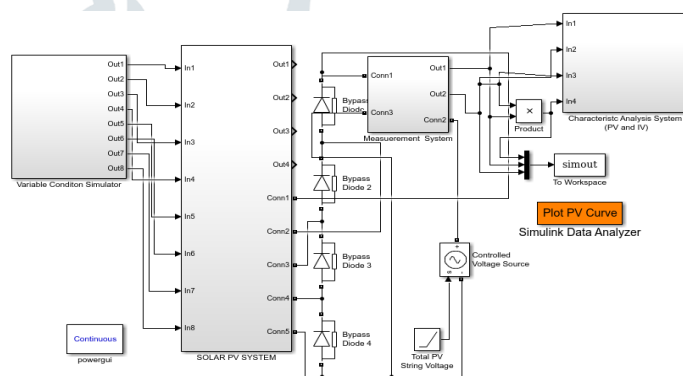 Out1
Out2
Out3
Out4
Out5
Out6
Out7
Out8
Variable Conditon Simulator
In1
In2
In3
In4
In5
In6
In7
In8
Out1
Out2
Out3
Out4
Conn1
Conn2
Conn3
Conn4
Conn5
SOLAR PV SYSTEM
Continuous
powergui
Bypass
Diode
Bypass
Diode 2
Bypass
Diode 3
Bypass
Diode 4
Conn1
Conn3
Out1
Out2
Conn2
Measuerement System
×
Product
In1
In2
In3
In4
Characteristc Analysis System
(PV and IV)
simout
To Workspace
Plot PV Curve
Simulink Data Analyzer
Controlled
Voltage Source
Total PV
String Voltage